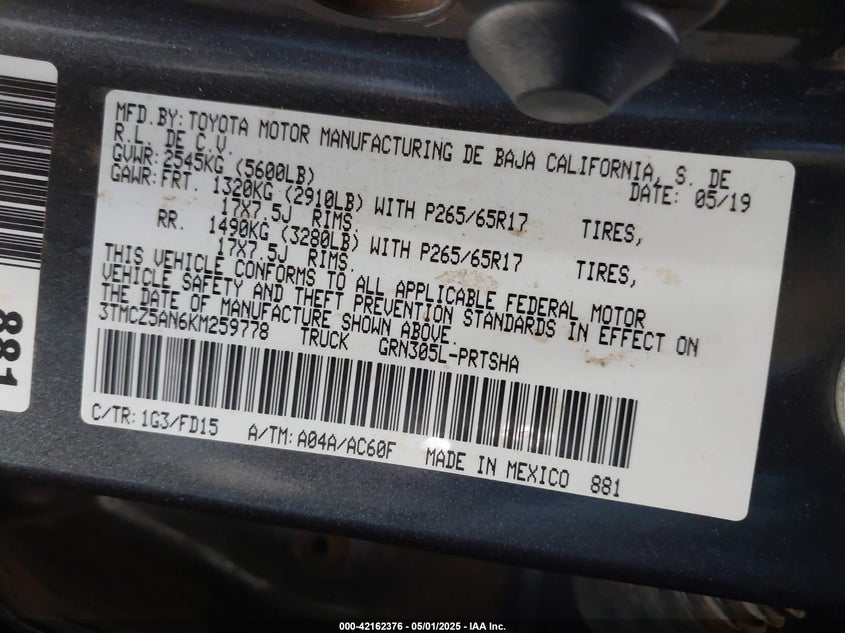 MFD.BY: TOYOTA MOTOR MANUFACTURING DE BAJA CALIFORNIA, S. DE
R.L. DE C.V.
DATE: 05/19
GVWR: 2545KG (5600LB)
GAWR: FRT. 1320KG (2910LB) WITH P265/65R17 TIRES,
17X7.5J RIMS.
RR. 1490KG (3280LB) WITH P265/65R17 TIRES,
17X7.5J RIMS.
THIS VEHICLE CONFORMS TO ALL APPLICABLE FEDERAL MOTOR
VEHICLE SAFETY AND THEFT PREVENTION STANDARDS IN EFFECT ON
THE DATE OF MANUFACTURE SHOWN ABOVE.
3TMCZ5AN6KM259778 TRUCK GRN305L-PRTSHA
C/TR: 1G3/FD15 A/TM: A04A/AC60F MADE IN MEXICO 881
881
000-42162376 - 05/01/2025 - IAA Inc.